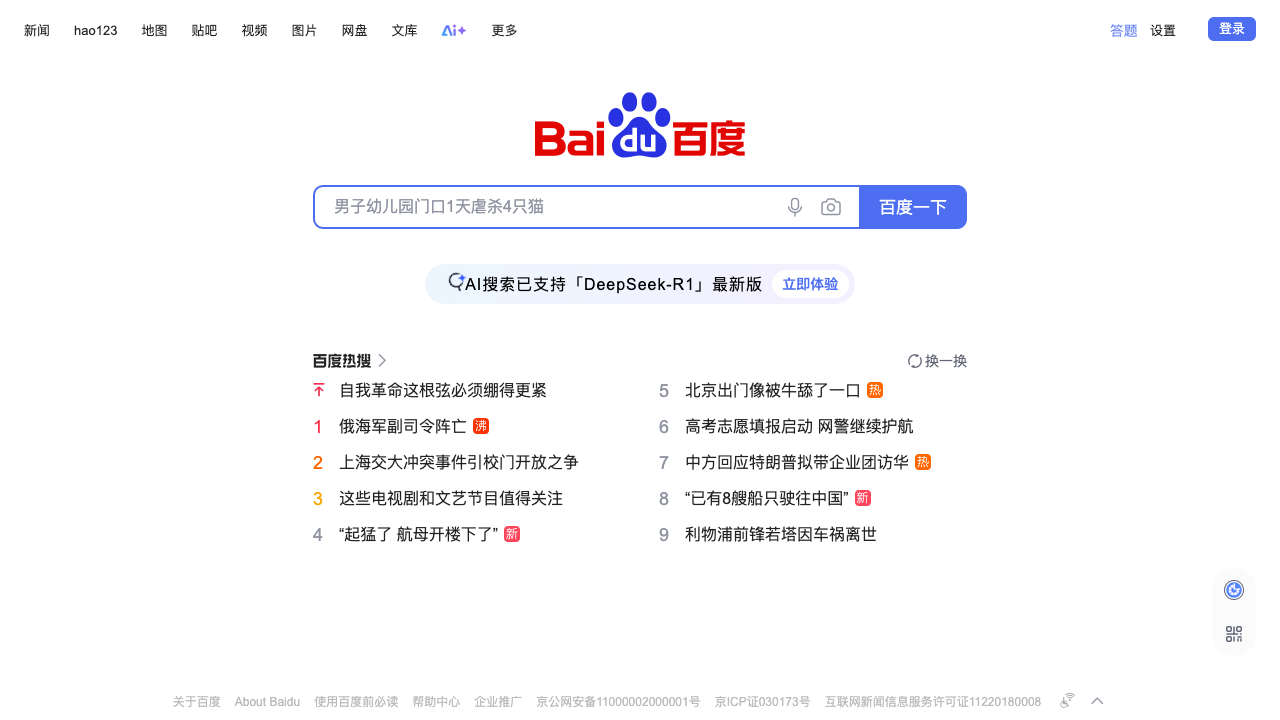 新闻 hao123 地图 贴吧 视频 图片 网盘 文库 Ai+ 更多 答题 设置 登录
Bai du 百度
男子幼儿园门口1天虐杀4只猫 百度一下
AI搜索已支持「DeepSeek-R1」最新版 立即体验
百度热搜 换一换
自我革命这根弦必须绷得更紧
1 俄海军副司令阵亡 沸
2 上海交大冲突事件引校门开放之争
3 这些电视剧和文艺节目值得关注
4 “起猛了 航母开楼下了” 新
5 北京出门像被牛舔了一口 热
6 高考志愿填报启动 网警继续护航
7 中方回应特朗普拟带企业团访华 热
8 “已有8艘船只驶往中国” 新
9 利物浦前锋若塔因车祸离世
关于百度 About Baidu 使用百度前必读 帮助中心 企业推广 京公网安备11000002000001号 京ICP证030173号 互联网新闻信息服务许可证11220180008